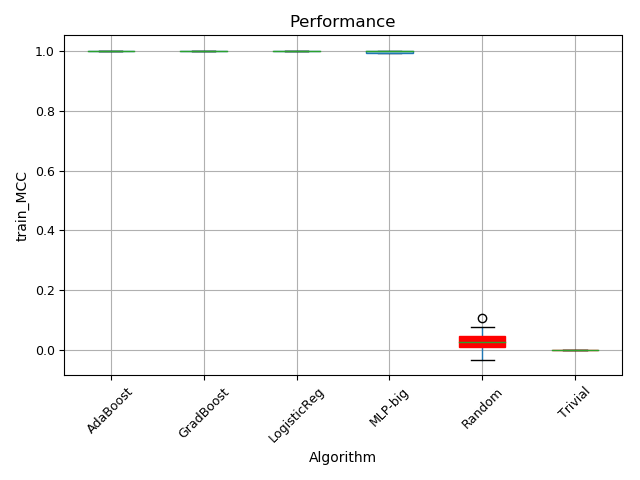 Performance
1.0
0.8
0.6
0.4
0.2
0.0
train_MCC
AdaBoost
GradBoost
LogisticReg
MLP-big
Random
Trivial
Algorithm